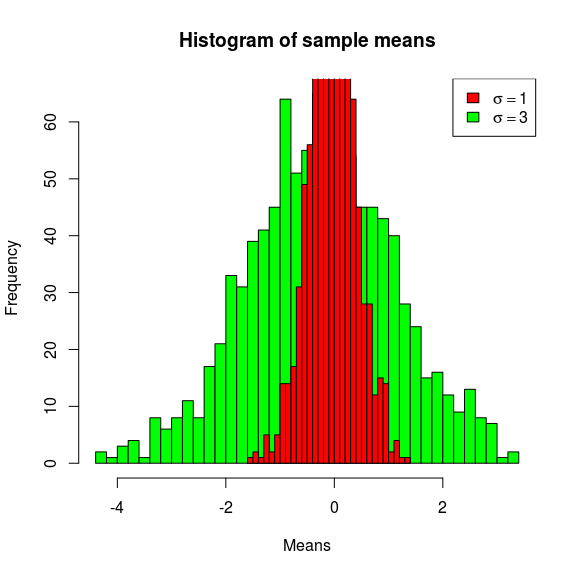 Histogram of sample means
σ = 1
σ = 3
60
50
40
30
20
10
0
Frequency
-4 -2 0 2
Means